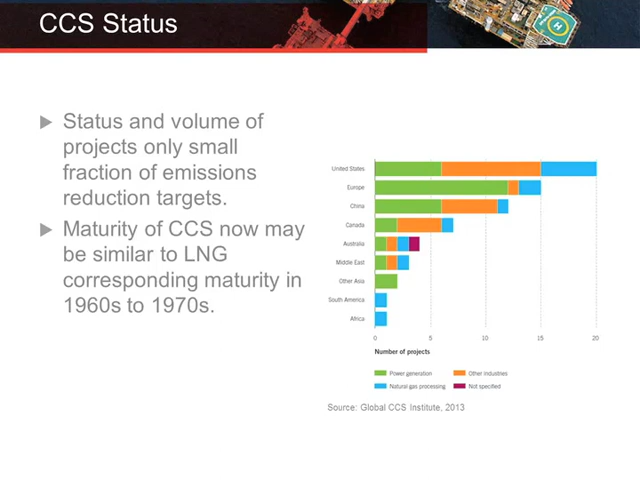 CCS Status
Status and volume of
projects only small
fraction of emissions
reduction targets.
Maturity of CCS now may
be similar to LNG
corresponding maturity in
1960s to 1970s.
United States
Europe
China
Canada
Australia
Middle East
Other Asia
South America
Africa
0 5 10 15 20
Number of projects
Power generation Other industries
Natural gas processing Not specified
Source: Global CCS Institute, 2013
H